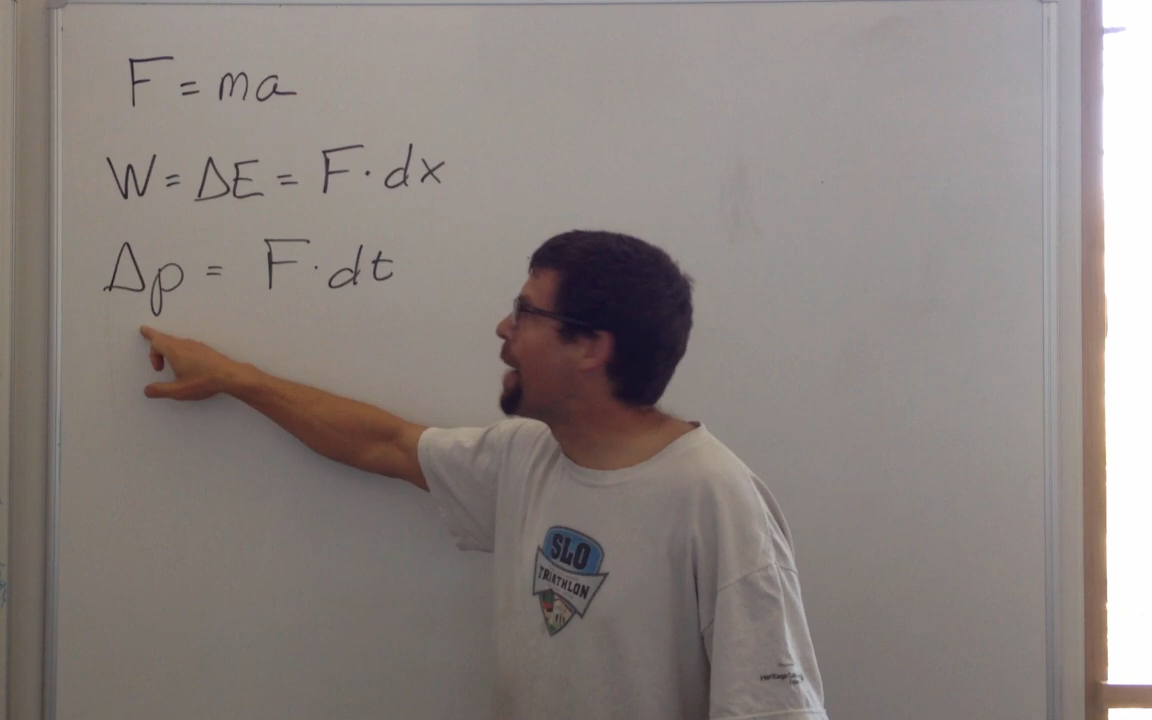 F = ma
W = ΔE = F · dx
Δp = F · dt
SLO
TRIATHLON